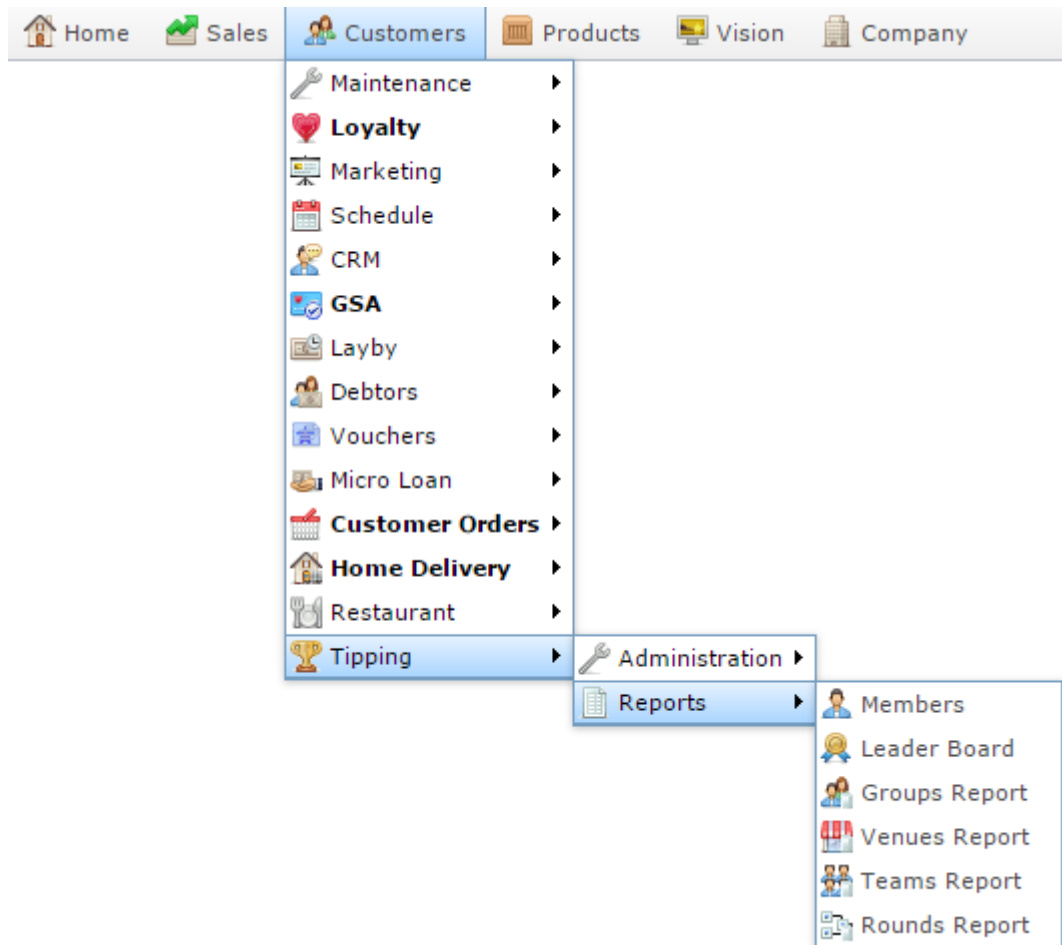 Home Sales Customers Products Vision Company
Maintenance
Loyalty
Marketing
Schedule
CRM
GSA
Layby
Debtors
Vouchers
Micro Loan
Customer Orders
Home Delivery
Restaurant
Tipping Administration
Reports Members
Leader Board
Groups Report
Venues Report
Teams Report
Rounds Report